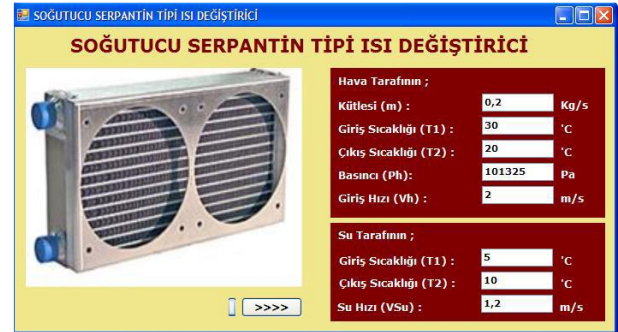 SOĞUTUCU SERPANTİN TİPİ ISI DEĞİŞTİRİCİ
SOĞUTUCU SERPANTİN TİPİ ISI DEĞİŞTİRİCİ
Hava Tarafının ;
Kütlesi (m) : 0,2 Kg/s
Giriş Sıcaklığı (T1) : 30 'C
Çıkış Sıcaklığı (T2) : 20 'C
Basıncı (Ph): 101325 Pa
Giriş Hızı (Vh) : 2 m/s
Su Tarafının ;
Giriş Sıcaklığı (T1) : 5 'C
Çıkış Sıcaklığı (T2) : 10 'C
Su Hızı (VSu) : 1,2 m/s
>>>>